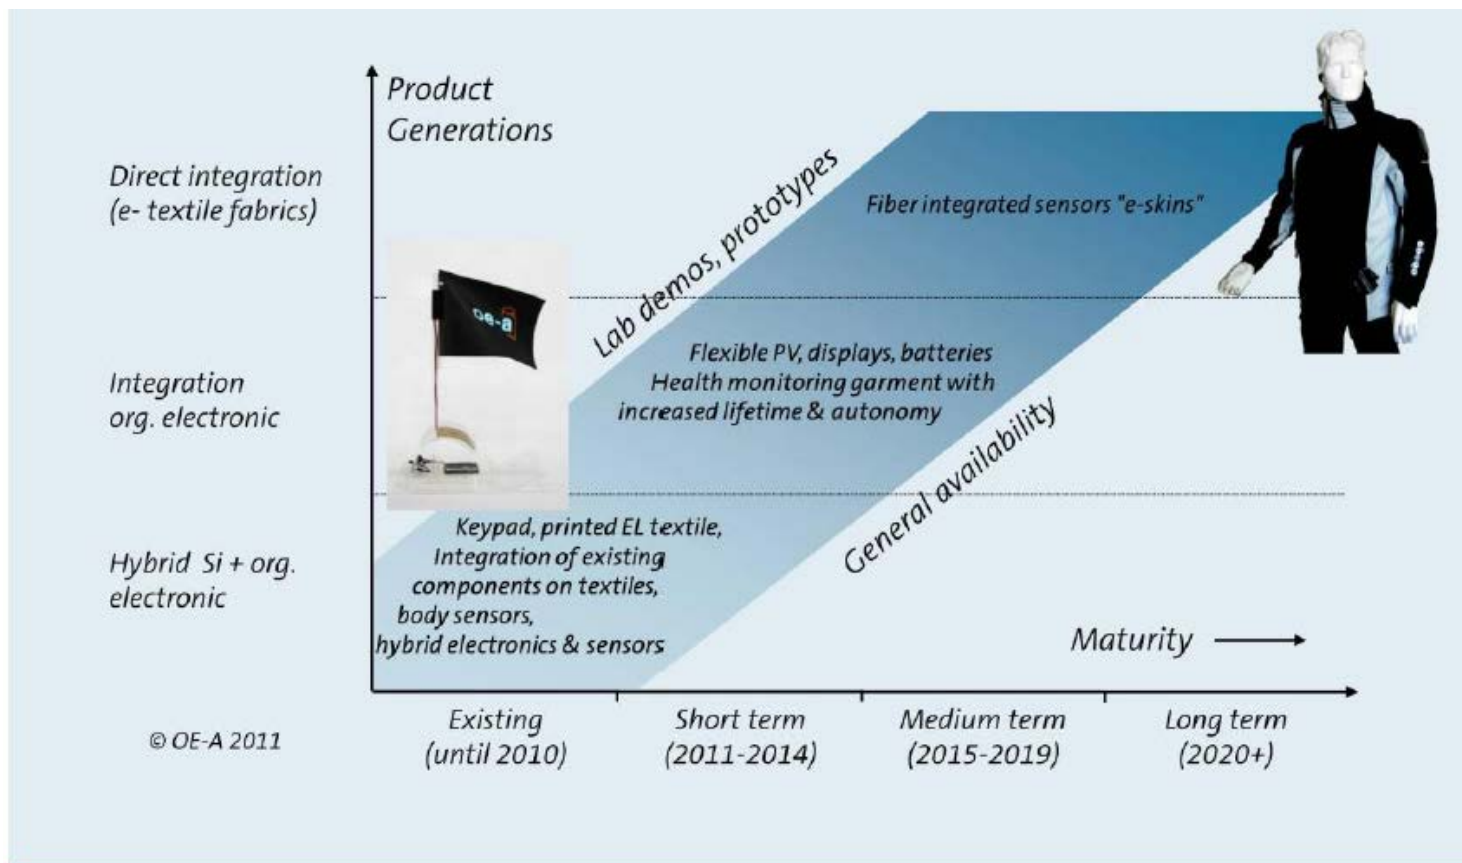 Product
Generations
Direct integration
(e- textile fabrics)
Lab demos, prototypes
Fiber integrated sensors "e-skins"
oe-a
oe-a
Integration
org. electronic
Flexible PV, displays, batteries
Health monitoring garment with
increased lifetime & autonomy
General availability
Hybrid Si + org.
electronic
Keypad, printed EL textile,
Integration of existing
components on textiles,
body sensors,
hybrid electronics & sensors
Maturity
Existing
(until 2010)
Short term
(2011-2014)
Medium term
(2015-2019)
Long term
(2020+)
© OE-A 2011